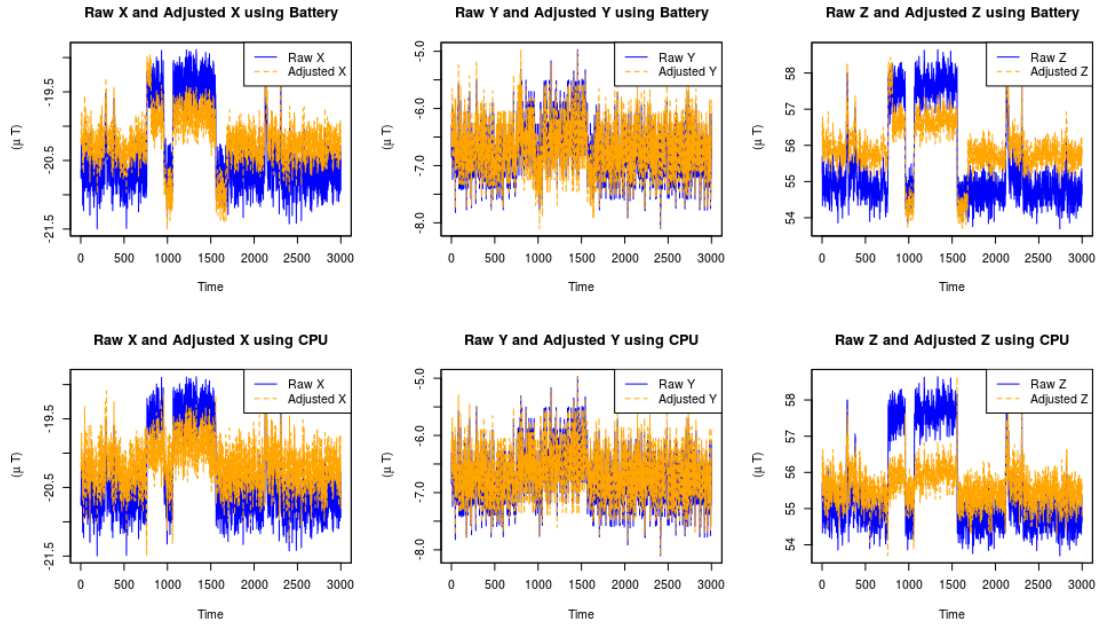 Raw X and Adjusted X using Battery
Raw X
Adjusted X
(μ T)
-19.5
-20.5
-21.5
0 500 1000 1500 2000 2500 3000
Time
Raw Y and Adjusted Y using Battery
Raw Y
Adjusted Y
(μ T)
-5.0
-6.0
-7.0
-8.0
0 500 1000 1500 2000 2500 3000
Time
Raw Z and Adjusted Z using Battery
Raw Z
Adjusted Z
(μ T)
58
57
56
55
54
0 500 1000 1500 2000 2500 3000
Time
Raw X and Adjusted X using CPU
Raw X
Adjusted X
(μ T)
-19.5
-20.5
-21.5
0 500 1000 1500 2000 2500 3000
Time
Raw Y and Adjusted Y using CPU
Raw Y
Adjusted Y
(μ T)
-5.0
-6.0
-7.0
-8.0
0 500 1000 1500 2000 2500 3000
Time
Raw Z and Adjusted Z using CPU
Raw Z
Adjusted Z
(μ T)
58
57
56
55
54
0 500 1000 1500 2000 2500 3000
Time